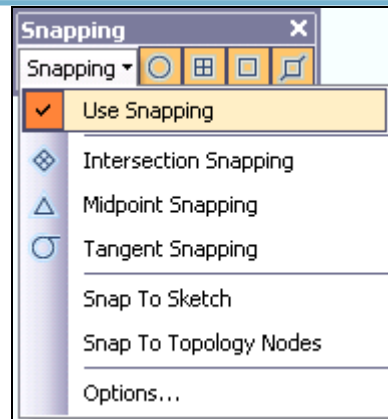 Snapping
Snapping
Use Snapping
Intersection Snapping
Midpoint Snapping
Tangent Snapping
Snap To Sketch
Snap To Topology Nodes
Options...